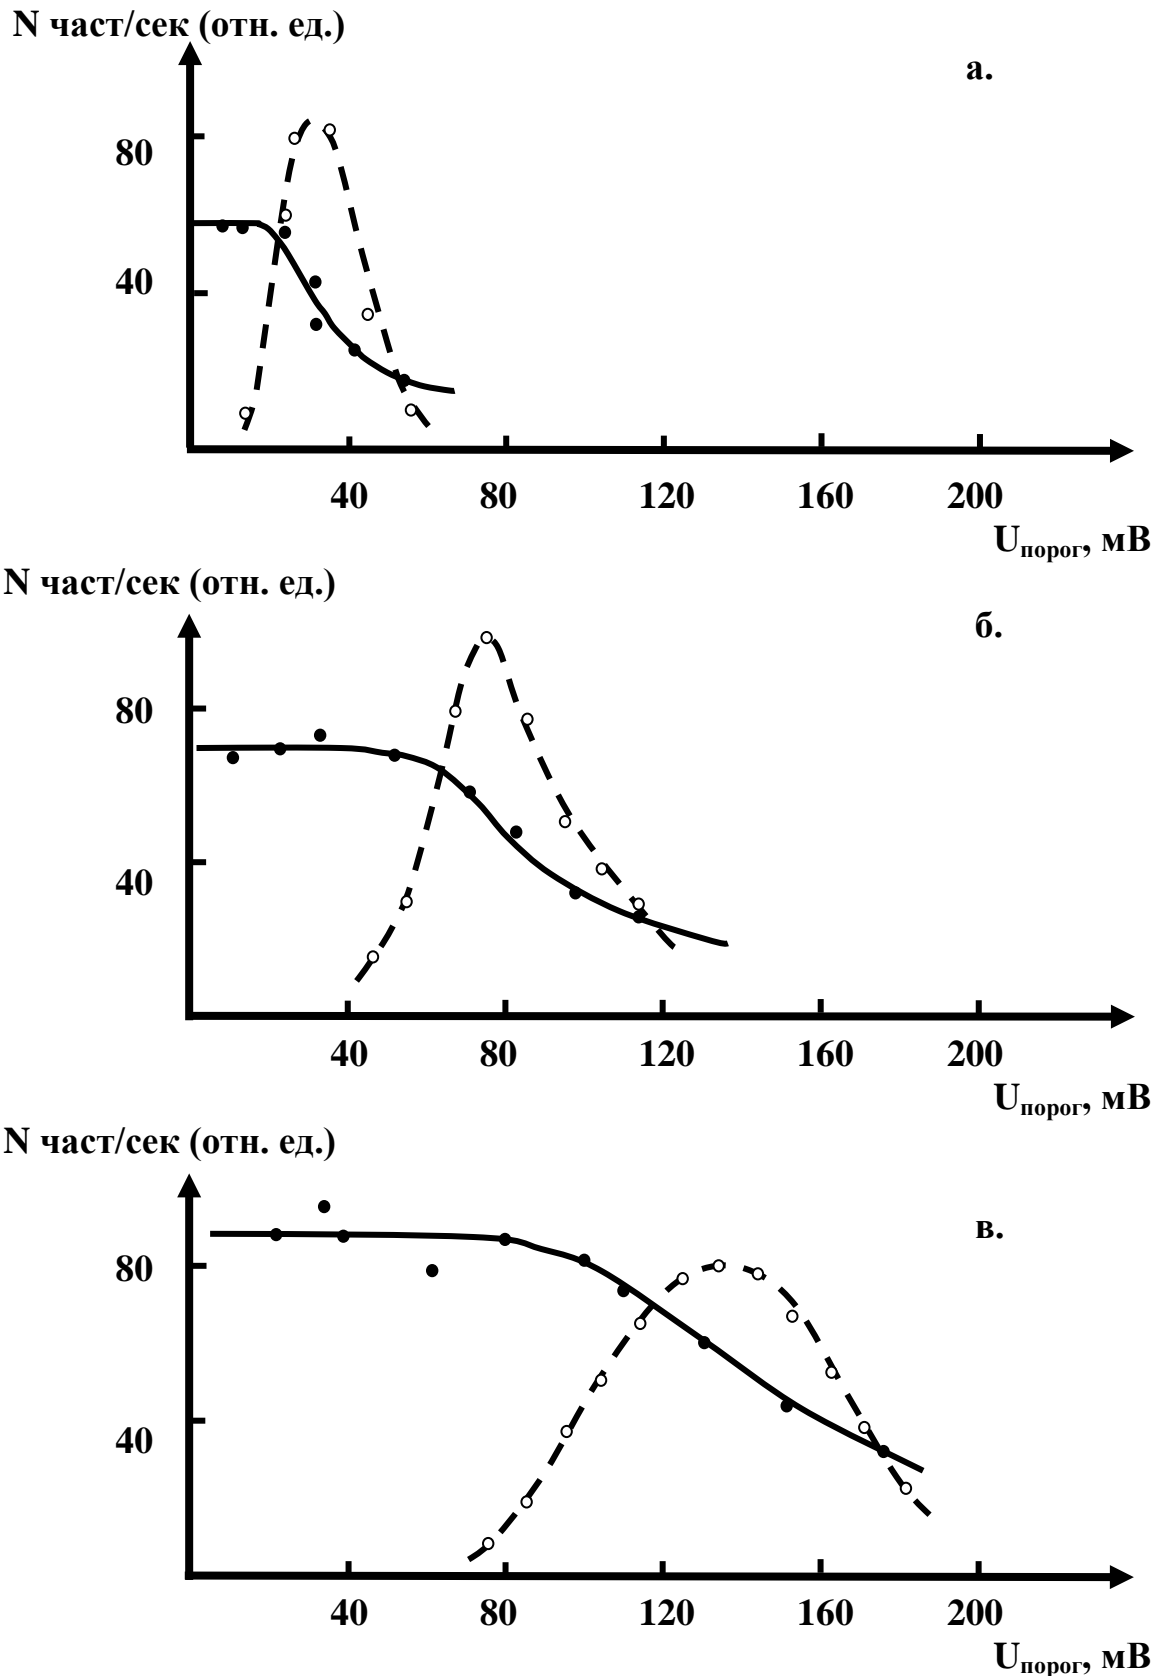 N част/сек (отн. ед.)
а.
80
40
40 80 120 160 200
Uпорог, мВ
N част/сек (отн. ед.)
б.
80
40
40 80 120 160 200
Uпорог, мВ
N част/сек (отн. ед.)
в.
80
40
40 80 120 160 200
Uпорог, мВ